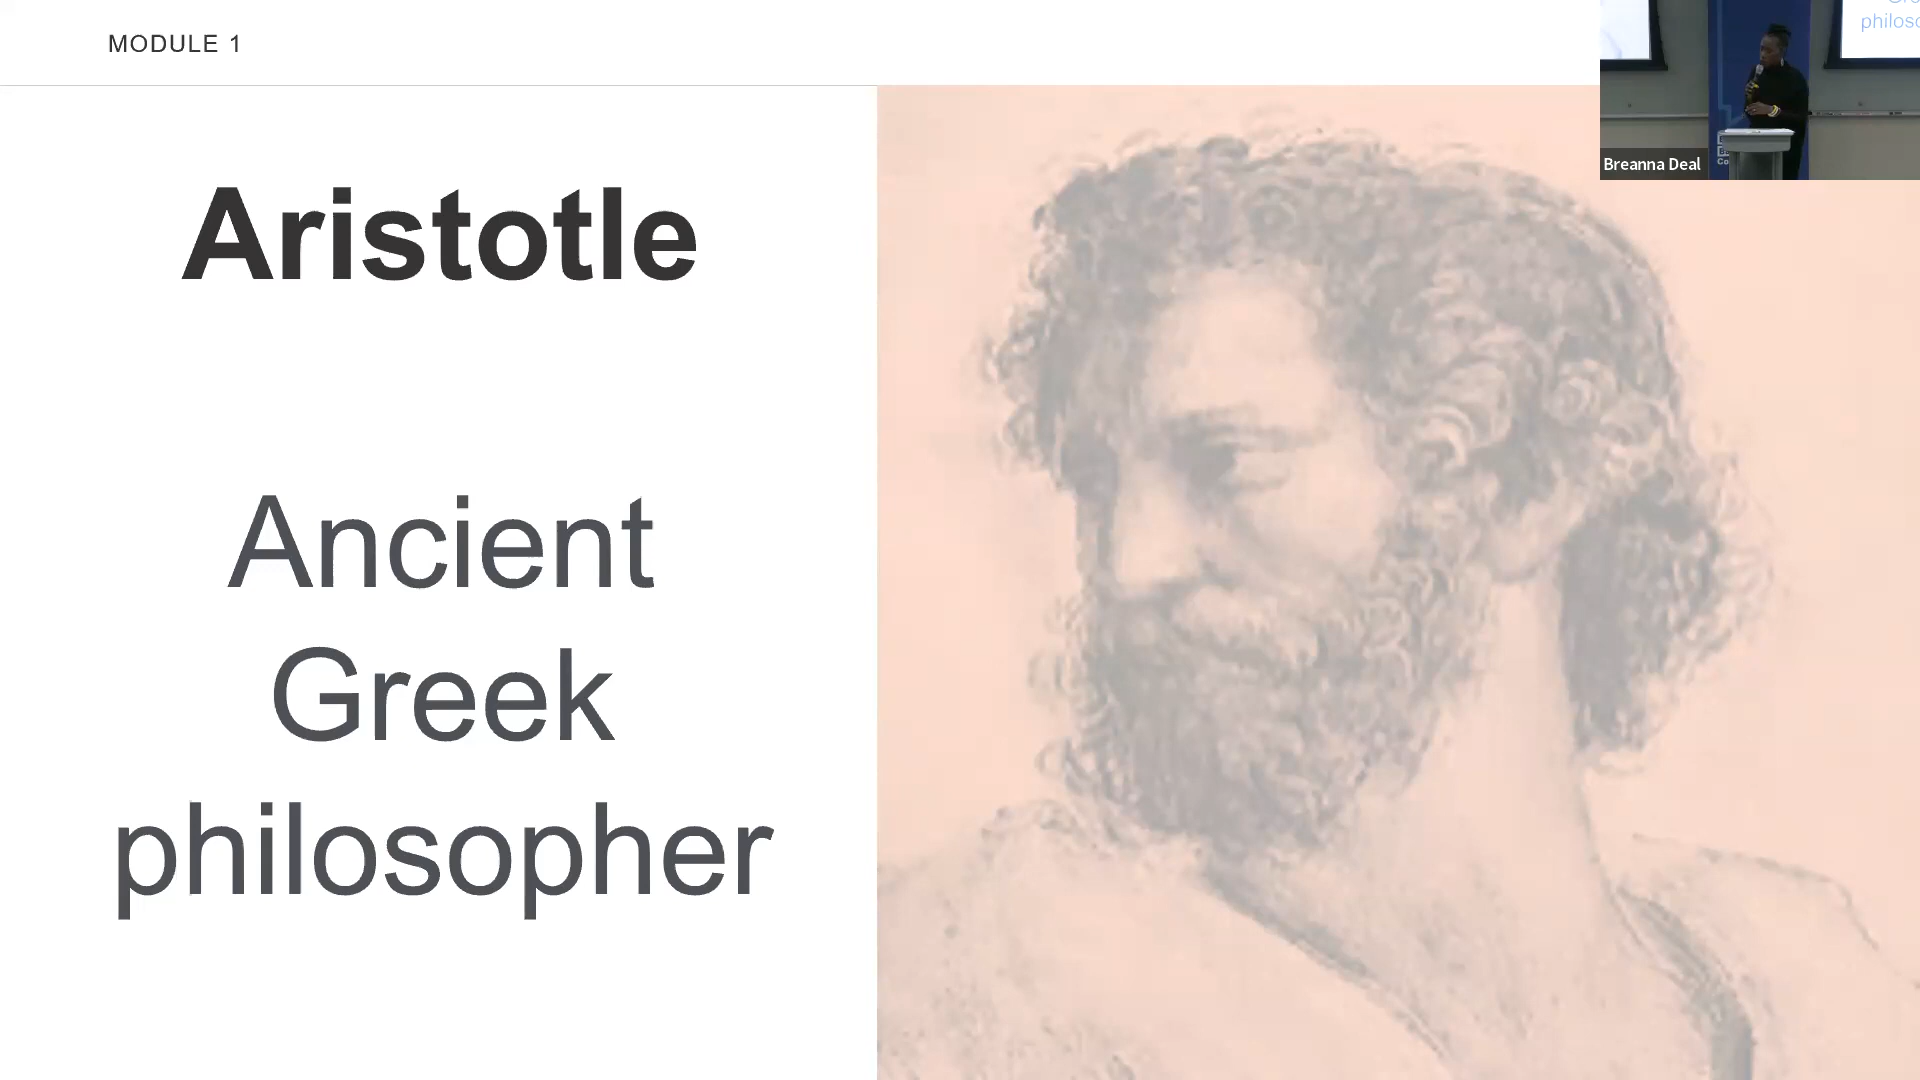 MODULE 1
Aristotle
Ancient
Greek
philosopher
Breanna Deal